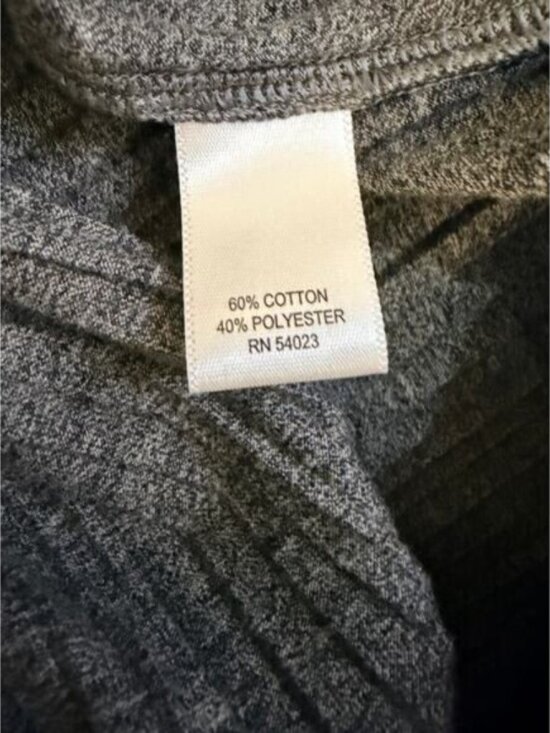 60% COTTON
40% POLYESTER
RN 54023